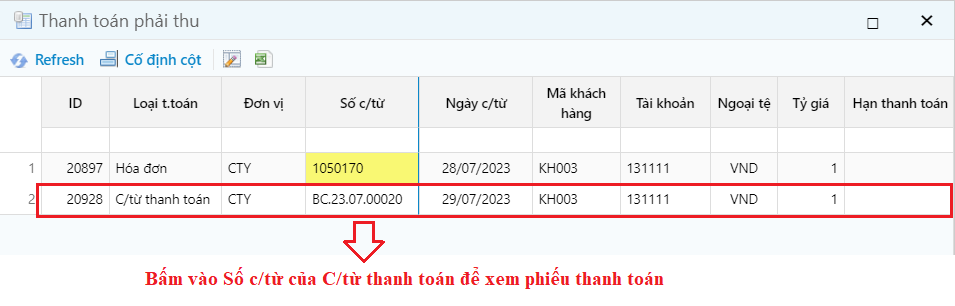 Thanh toán phải thu
Refresh Cố định cột
ID Loại t.toán Đơn vị Số c/từ Ngày c/từ Mã khách hàng Tài khoản Ngoại tệ Tỷ giá Hạn thanh toán
1 20897 Hóa đơn CTY 1050170 28/07/2023 KH003 131111 VND 1
2 20928 C/từ thanh toán CTY BC.23.07.00020 29/07/2023 KH003 131111 VND 1
Bấm vào Số c/từ của C/từ thanh toán để xem phiếu thanh toán